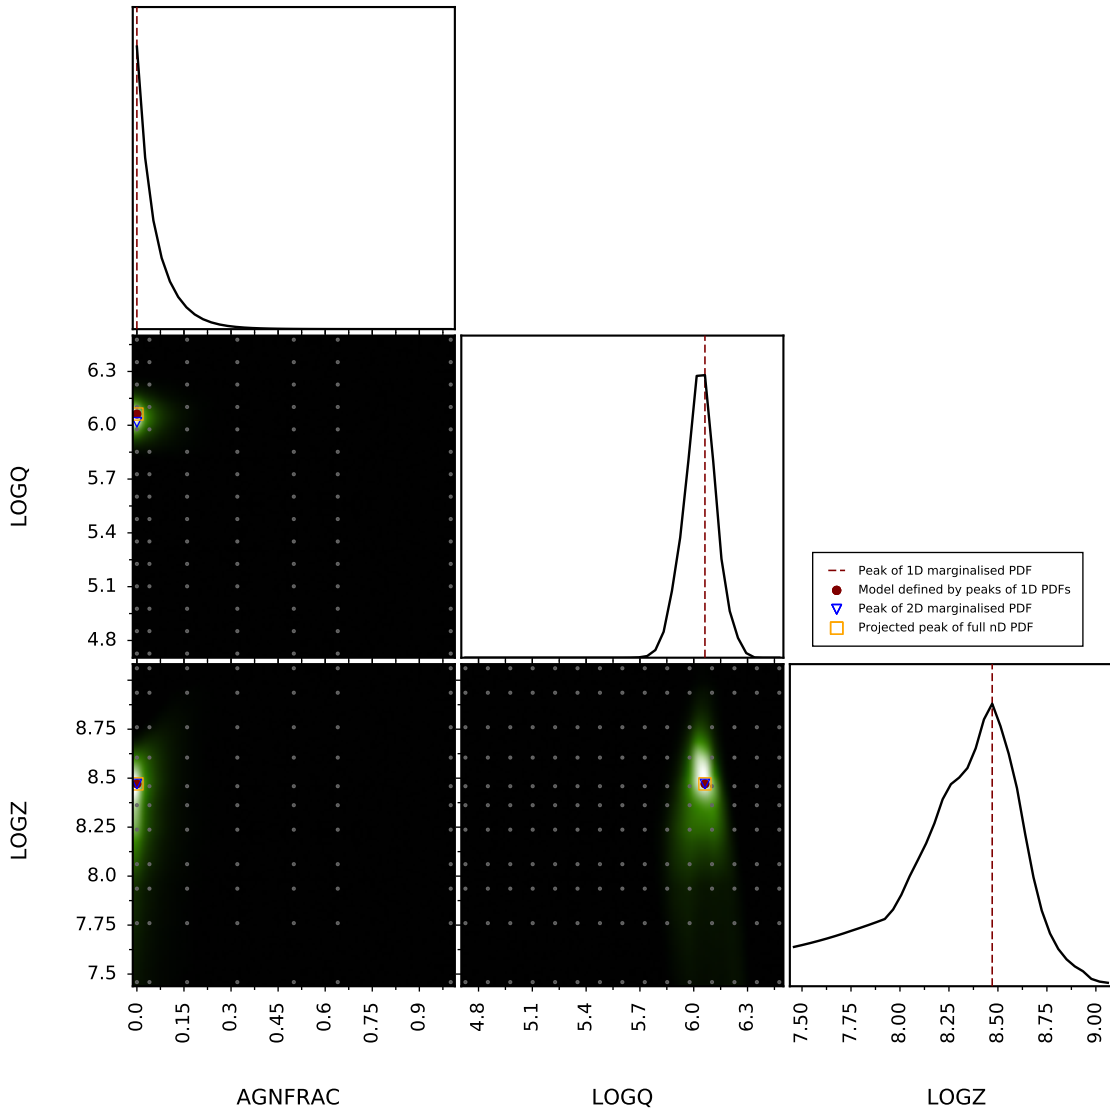 6.3
6.0
5.7
5.4
5.1
4.8
LOGQ
Peak of 1D marginalised PDF
Model defined by peaks of 1D PDFs
Peak of 2D marginalised PDF
Projected peak of full nD PDF
8.75
8.5
8.25
8.0
7.75
7.5
LOGZ
0.0 0.15 0.3 0.45 0.6 0.75 0.9
4.8 5.1 5.4 5.7 6.0 6.3
7.50 7.75 8.00 8.25 8.50 8.75 9.00
AGNFRAC LOGQ LOGZ